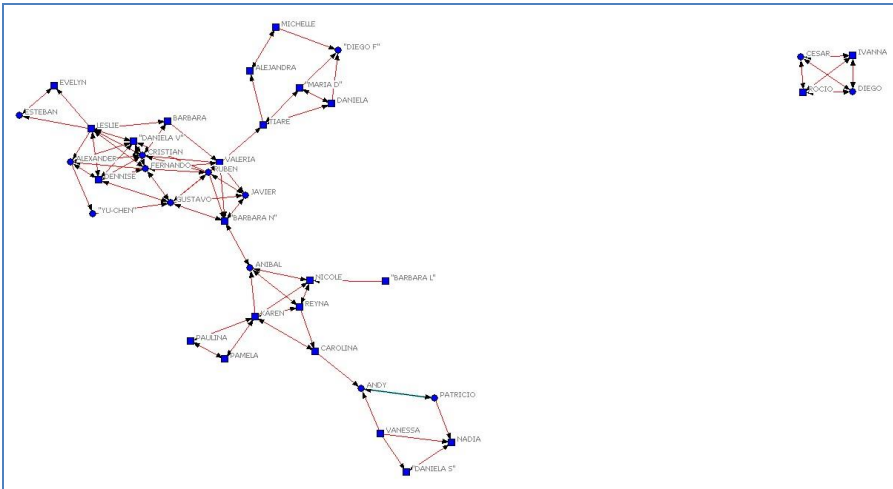 MICHELLE
"DIEGO F"
CESAR
IVANNA
ALEJANDRA
EVELYN
"MARIA D"
ROCIO
DIEGO
DANIELA
ESTEBAN
LESLIE
BARBARA
TIARE
"DANIELA V"
CRISTIAN
ALEXANDER
FERNANDO
VALERIA
RUBEN
DENNISE
GUSTAVO
JAVIER
"YU-CHEN"
"BARBARA N"
ANIBAL
NICOLE
"BARBARA L"
REYNA
KAREN
PAULINA
PAMELA
CAROLINA
ANDY
PATRICIO
VANESSA
NADIA
"DANIELA S"